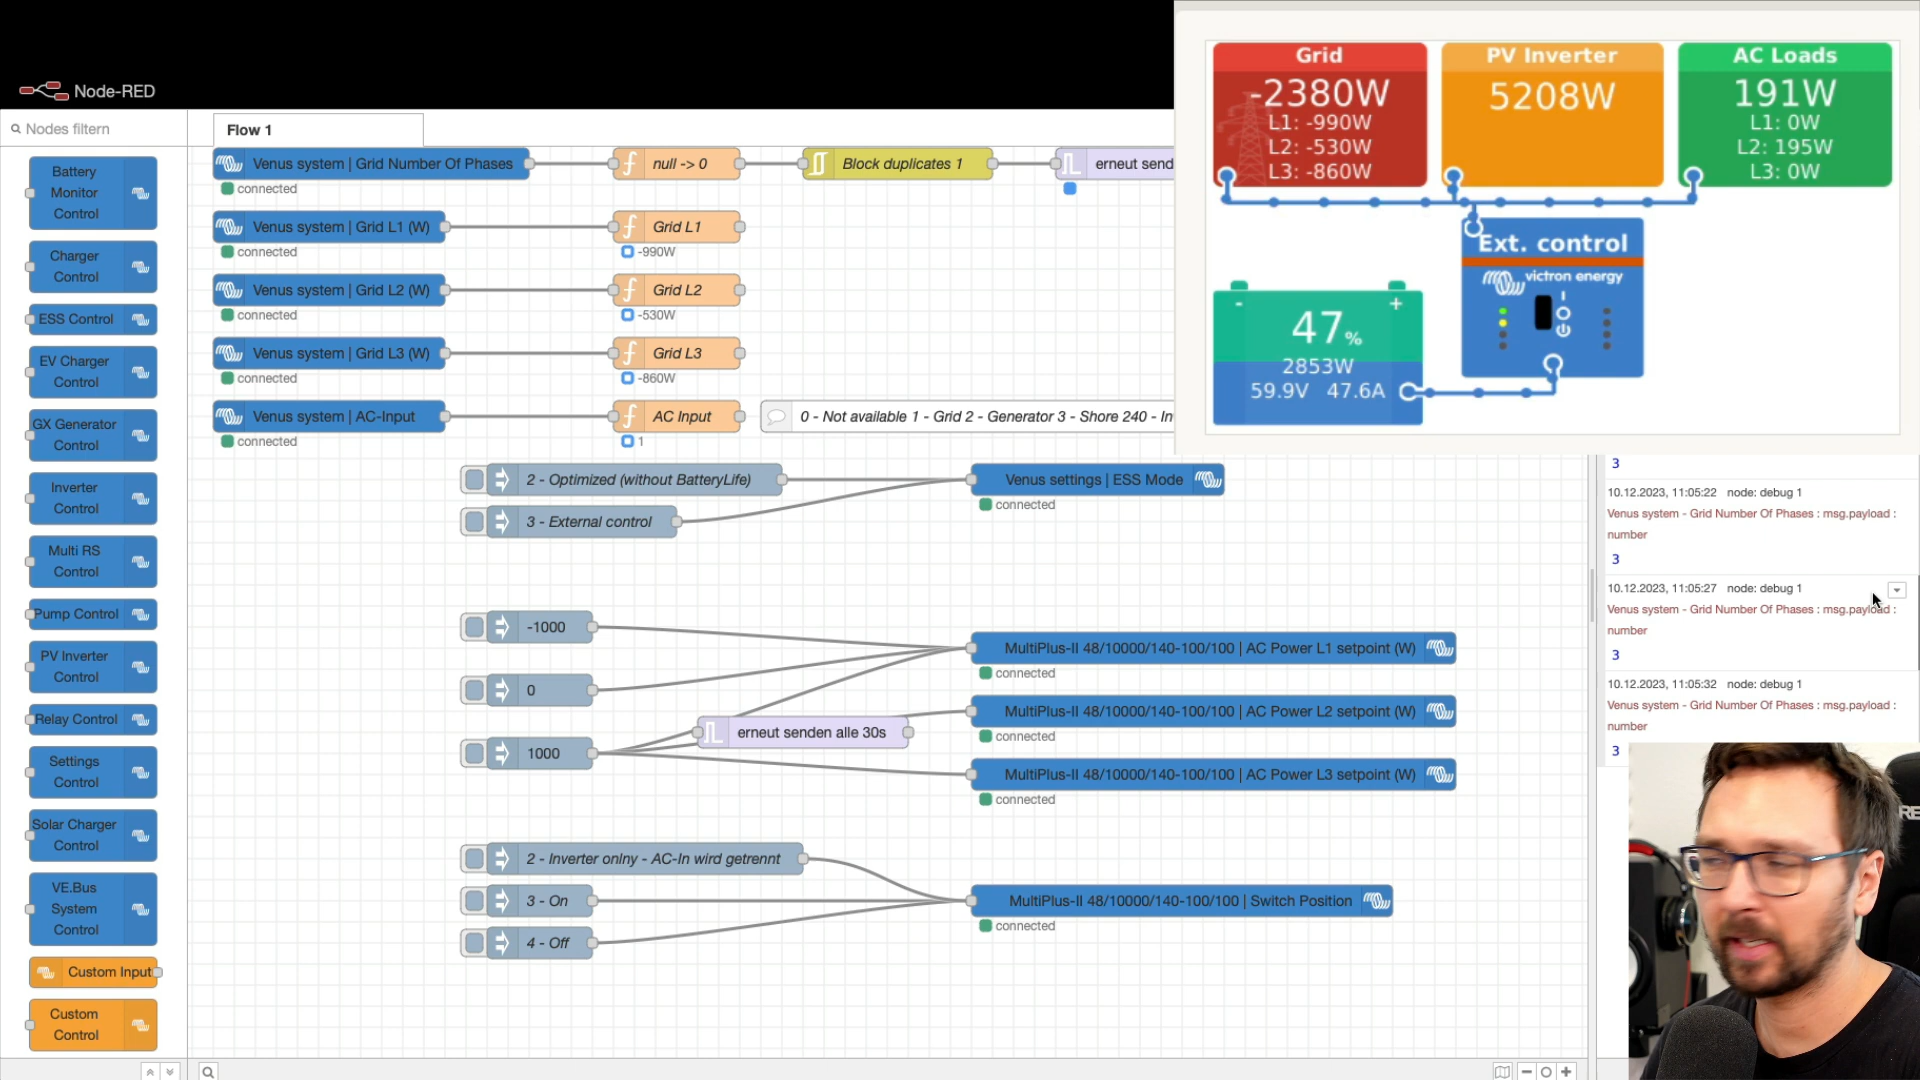 Node-RED
Nodes filtern
Flow 1
Battery
Monitor
Control
Charger
Control
ESS Control
EV Charger
Control
GX Generator
Control
Inverter
Control
Multi RS
Control
Pump Control
PV Inverter
Control
Relay Control
Settings
Control
Solar Charger
Control
VE.Bus
System
Control
Custom Input
Custom
Control
Venus system | Grid Number Of Phases
connected
null -> 0
Block duplicates 1
erneut send
Venus system | Grid L1 (W)
connected
Grid L1
-990W
Venus system | Grid L2 (W)
connected
Grid L2
-530W
Venus system | Grid L3 (W)
connected
Grid L3
-860W
Venus system | AC-Input
connected
AC Input
1
0 - Not available 1 - Grid 2 - Generator 3 - Shore 240 - In
2 - Optimized (without BatteryLife)
3 - External control
Venus settings | ESS Mode
connected
-1000
0
1000
erneut senden alle 30s
MultiPlus-II 48/10000/140-100/100 | AC Power L1 setpoint (W)
connected
MultiPlus-II 48/10000/140-100/100 | AC Power L2 setpoint (W)
connected
MultiPlus-II 48/10000/140-100/100 | AC Power L3 setpoint (W)
connected
2 - Inverter onlny - AC-In wird getrennt
3 - On
4 - Off
MultiPlus-II 48/10000/140-100/100 | Switch Position
connected
Grid
-2380W
L1: -990W
L2: -530W
L3: -860W
PV Inverter
5208W
AC Loads
191W
L1: 0W
L2: 195W
L3: 0W
Ext. control
victron energy
- +
47%
2853W
59.9V 47.6A
3
10.12.2023, 11:05:22 node: debug 1
Venus system - Grid Number Of Phases : msg.payload :
number
3
10.12.2023, 11:05:27 node: debug 1
Venus system - Grid Number Of Phases : msg.payload :
number
3
10.12.2023, 11:05:32 node: debug 1
Venus system - Grid Number Of Phases : msg.payload :
number
3
RE